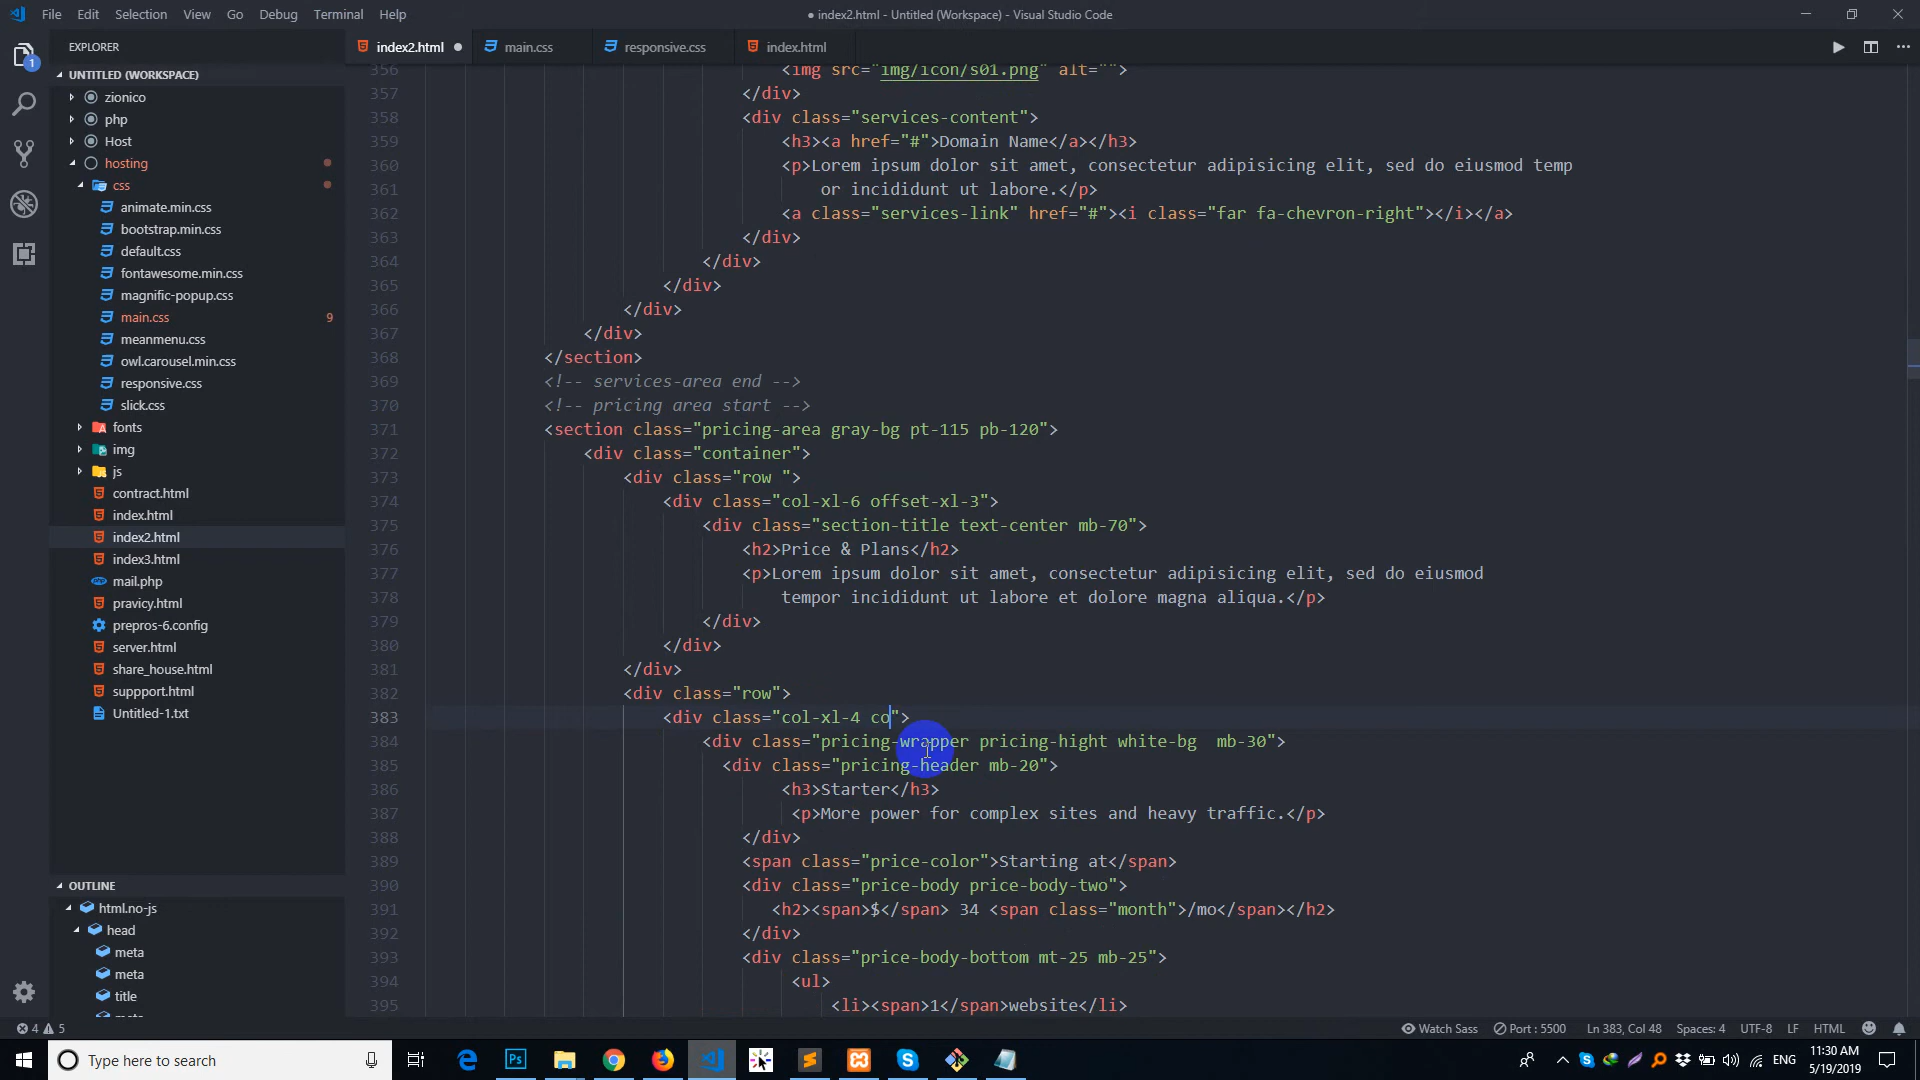 File Edit Selection View Go Debug Terminal Help
● index2.html - Untitled (Workspace) - Visual Studio Code
EXPLORER
index2.html ● main.css responsive.css index.html
1
UNTITLED (WORKSPACE)
zionico
php
Host
hosting
css
animate.min.css
bootstrap.min.css
default.css
fontawesome.min.css
magnific-popup.css
main.css 9
meanmenu.css
owl.carousel.min.css
responsive.css
slick.css
fonts
img
js
contract.html
index.html
index2.html
index3.html
mail.php
pravicy.html
prepros-6.config
server.html
share_house.html
suppport.html
Untitled-1.txt
OUTLINE
html.no-js
head
meta
meta
title
356 <img src="img/icon/s01.png" alt="">
357 </div>
358 <div class="services-content">
359 <h3><a href="#">Domain Name</a></h3>
360 <p>Lorem ipsum dolor sit amet, consectetur adipisicing elit, sed do eiusmod temp
361 or incididunt ut labore.</p>
362 <a class="services-link" href="#"><i class="far fa-chevron-right"></i></a>
363 </div>
364 </div>
365 </div>
366 </div>
367 </div>
368 </section>
369 <!-- services-area end -->
370 <!-- pricing area start -->
371 <section class="pricing-area gray-bg pt-115 pb-120">
372 <div class="container">
373 <div class="row ">
374 <div class="col-xl-6 offset-xl-3">
375 <div class="section-title text-center mb-70">
376 <h2>Price & Plans</h2>
377 <p>Lorem ipsum dolor sit amet, consectetur adipisicing elit, sed do eiusmod
378 tempor incididunt ut labore et dolore magna aliqua.</p>
379 </div>
380 </div>
381 </div>
382 <div class="row">
383 <div class="col-xl-4 co">
384 <div class="pricing-wrapper pricing-hight white-bg  mb-30">
385 <div class="pricing-header mb-20">
386 <h3>Starter</h3>
387 <p>More power for complex sites and heavy traffic.</p>
388 </div>
389 <span class="price-color">Starting at</span>
390 <div class="price-body price-body-two">
391 <h2><span>$</span> 34 <span class="month">/mo</span></h2>
392 </div>
393 <div class="price-body-bottom mt-25 mb-25">
394 <ul>
395 <li><span>1</span>website</li>
4 5
Watch Sass Port : 5500 Ln 383, Col 48 Spaces: 4 UTF-8 LF HTML
Type here to search
Ps
ENG
11:30 AM
5/19/2019